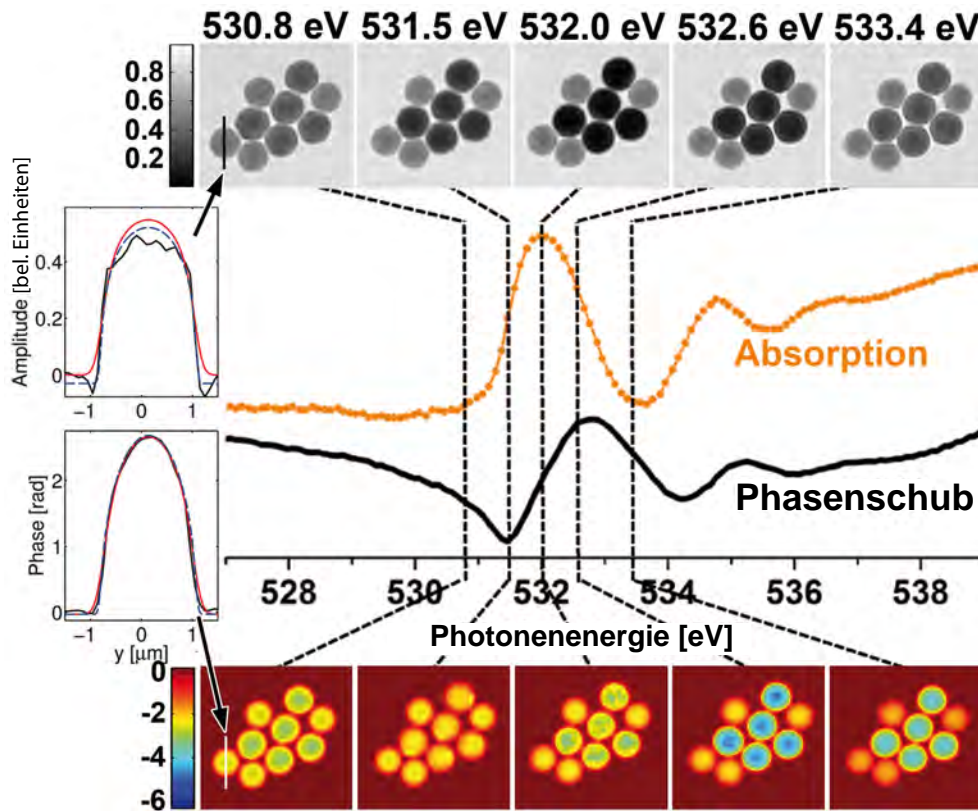 530.8 eV 531.5 eV 532.0 eV 532.6 eV 533.4 eV
0.8
0.6
0.4
0.2
Amplitude [bel. Einheiten]
0.4
0.2
0
−1 0 1
Absorption
Phase [rad]
2
1
0
−1 0 1
y [μm]
Phasenschub
528 530 532 534 536 538
Photonenenergie [eV]
0
-2
-4
-6